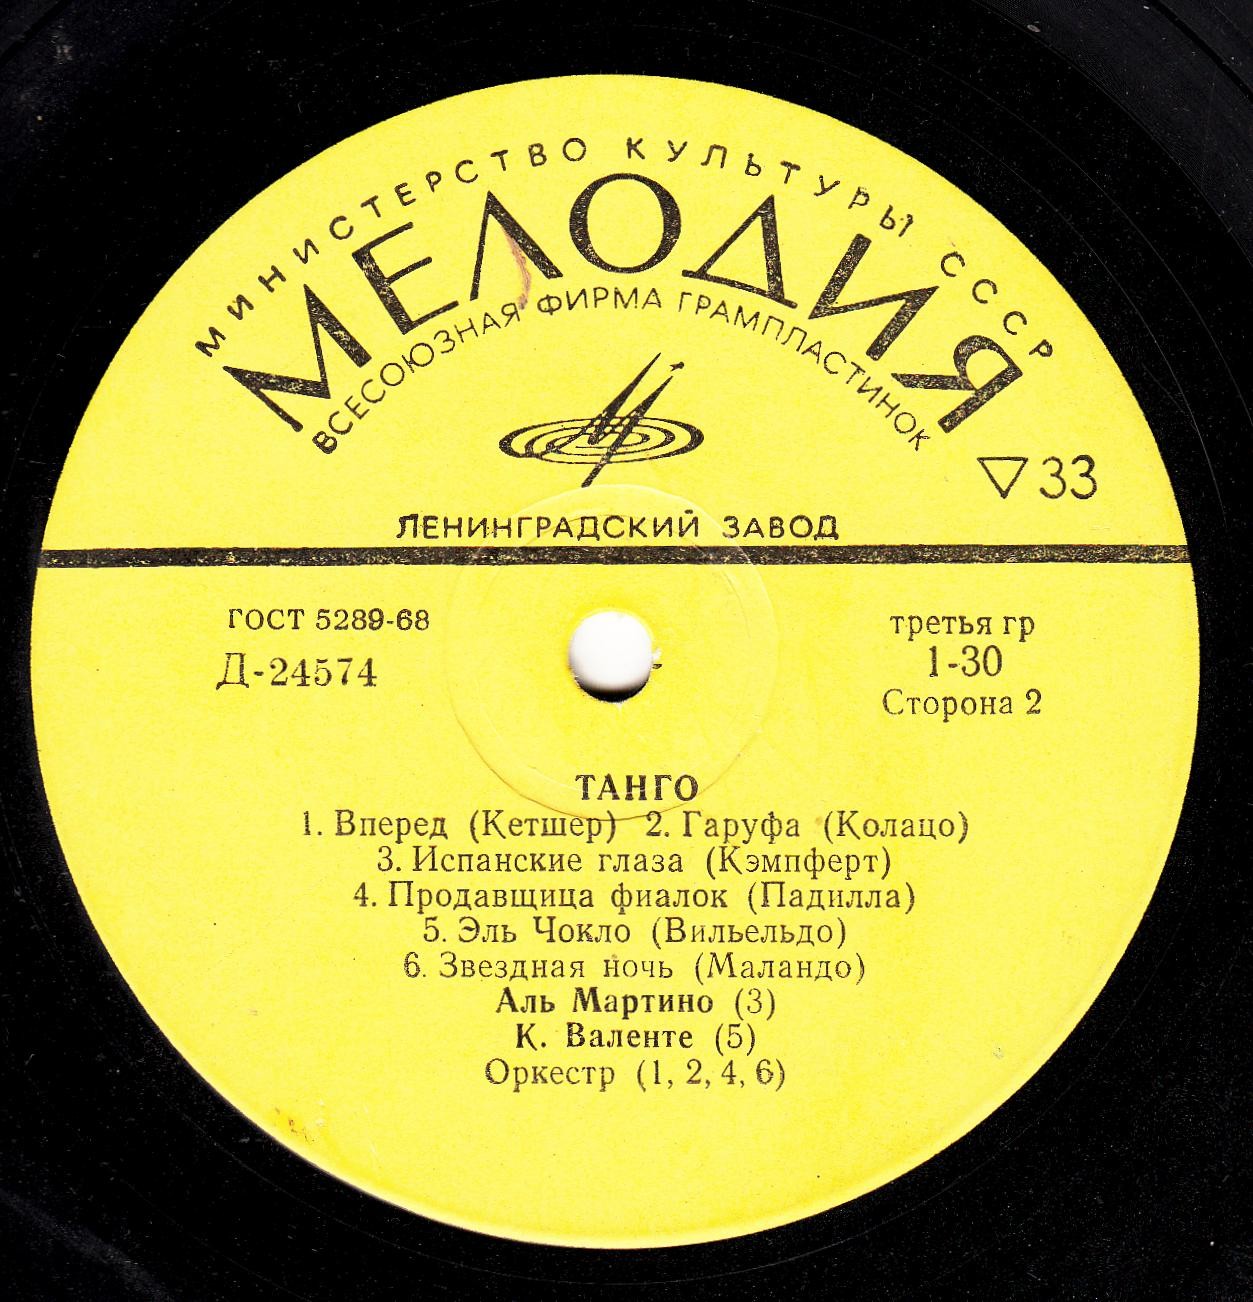 МИНИСТЕРСТВО КУЛЬТУРЫ СССР
МЕЛОДИЯ
ВСЕСОЮЗНАЯ ФИРМА ГРАМПЛАСТИНОК
▽33
ЛЕНИНГРАДСКИЙ ЗАВОД
ГОСТ 5289-68
Д-24574
третья гр
1-30
Сторона 2
ТАНГО
1. Вперед (Кетшер) 2. Гаруфа (Колацо)
3. Испанские глаза (Кэмпферт)
4. Продавщица фиалок (Падилла)
5. Эль Чокло (Вильельдо)
6. Звездная ночь (Маландо)
Аль Мартино (3)
К. Валенте (5)
Оркестр (1, 2, 4, 6)